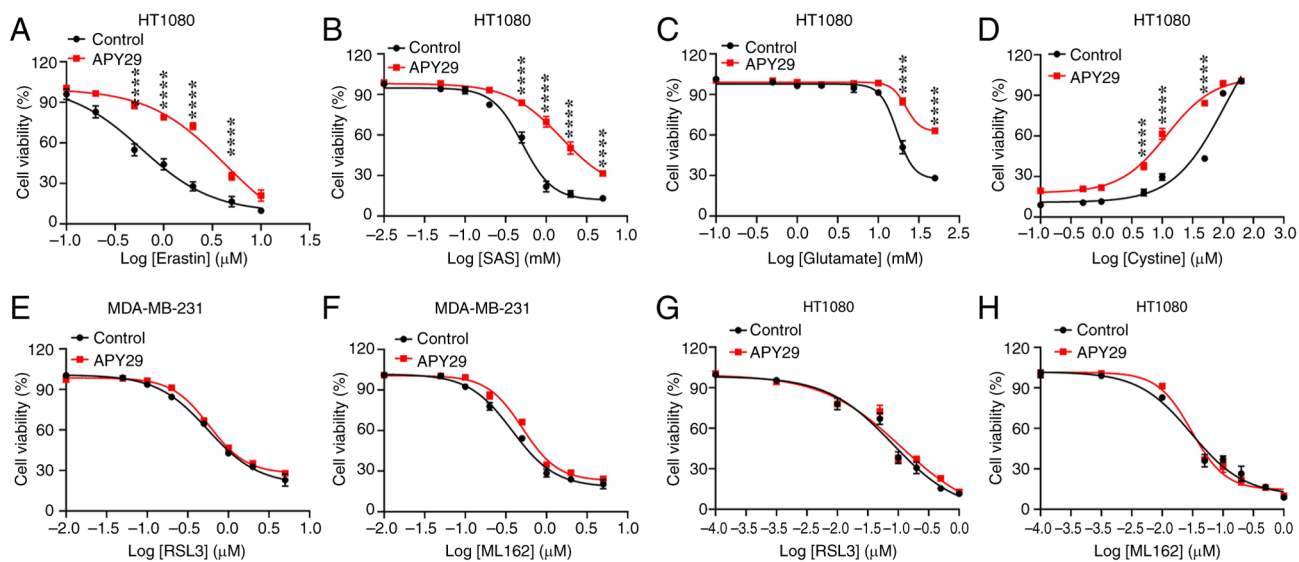 A
HT1080
Control
APY29
Cell viability (%)
120
90
60
30
0
****
****
****
****
–1.0 –0.5 0.0 0.5 1.0 1.5
Log [Erastin] (μM)
B
HT1080
Control
APY29
Cell viability (%)
120
90
60
30
0
****
****
****
****
–2.5 –2.0 –1.5 –1.0 –0.5 0.0 0.5 1.0
Log [SAS] (mM)
C
HT1080
Control
APY29
Cell viability (%)
120
90
60
30
0
****
****
–1.0 –0.5 0.0 0.5 1.0 1.5 2.0 2.5
Log [Glutamate] (mM)
D
HT1080
Control
APY29
Cell viability (%)
120
90
60
30
0
****
****
****
–1.0 –0.5 0.0 0.5 1.0 1.5 2.0 2.5 3.0
Log [Cystine] (μM)
E
MDA-MB-231
Control
APY29
Cell viability (%)
120
90
60
30
0
–2.0 –1.5 –1.0 –0.5 0.0 0.5 1.0
Log [RSL3] (μM)
F
MDA-MB-231
Control
APY29
Cell viability (%)
120
90
60
30
0
–2.0 –1.5 –1.0 –0.5 0.0 0.5 1.0
Log [ML162] (μM)
G
HT1080
Control
APY29
Cell viability (%)
120
90
60
30
0
–4.0 –3.5 –3.0 –2.5 –2.0 –1.5 –1.0 –0.5 0.0
Log [RSL3] (μM)
H
HT1080
Control
APY29
Cell viability (%)
120
90
60
30
0
–4.0 –3.5 –3.0 –2.5 –2.0 –1.5 –1.0 –0.5 0.0
Log [ML162] (μM)